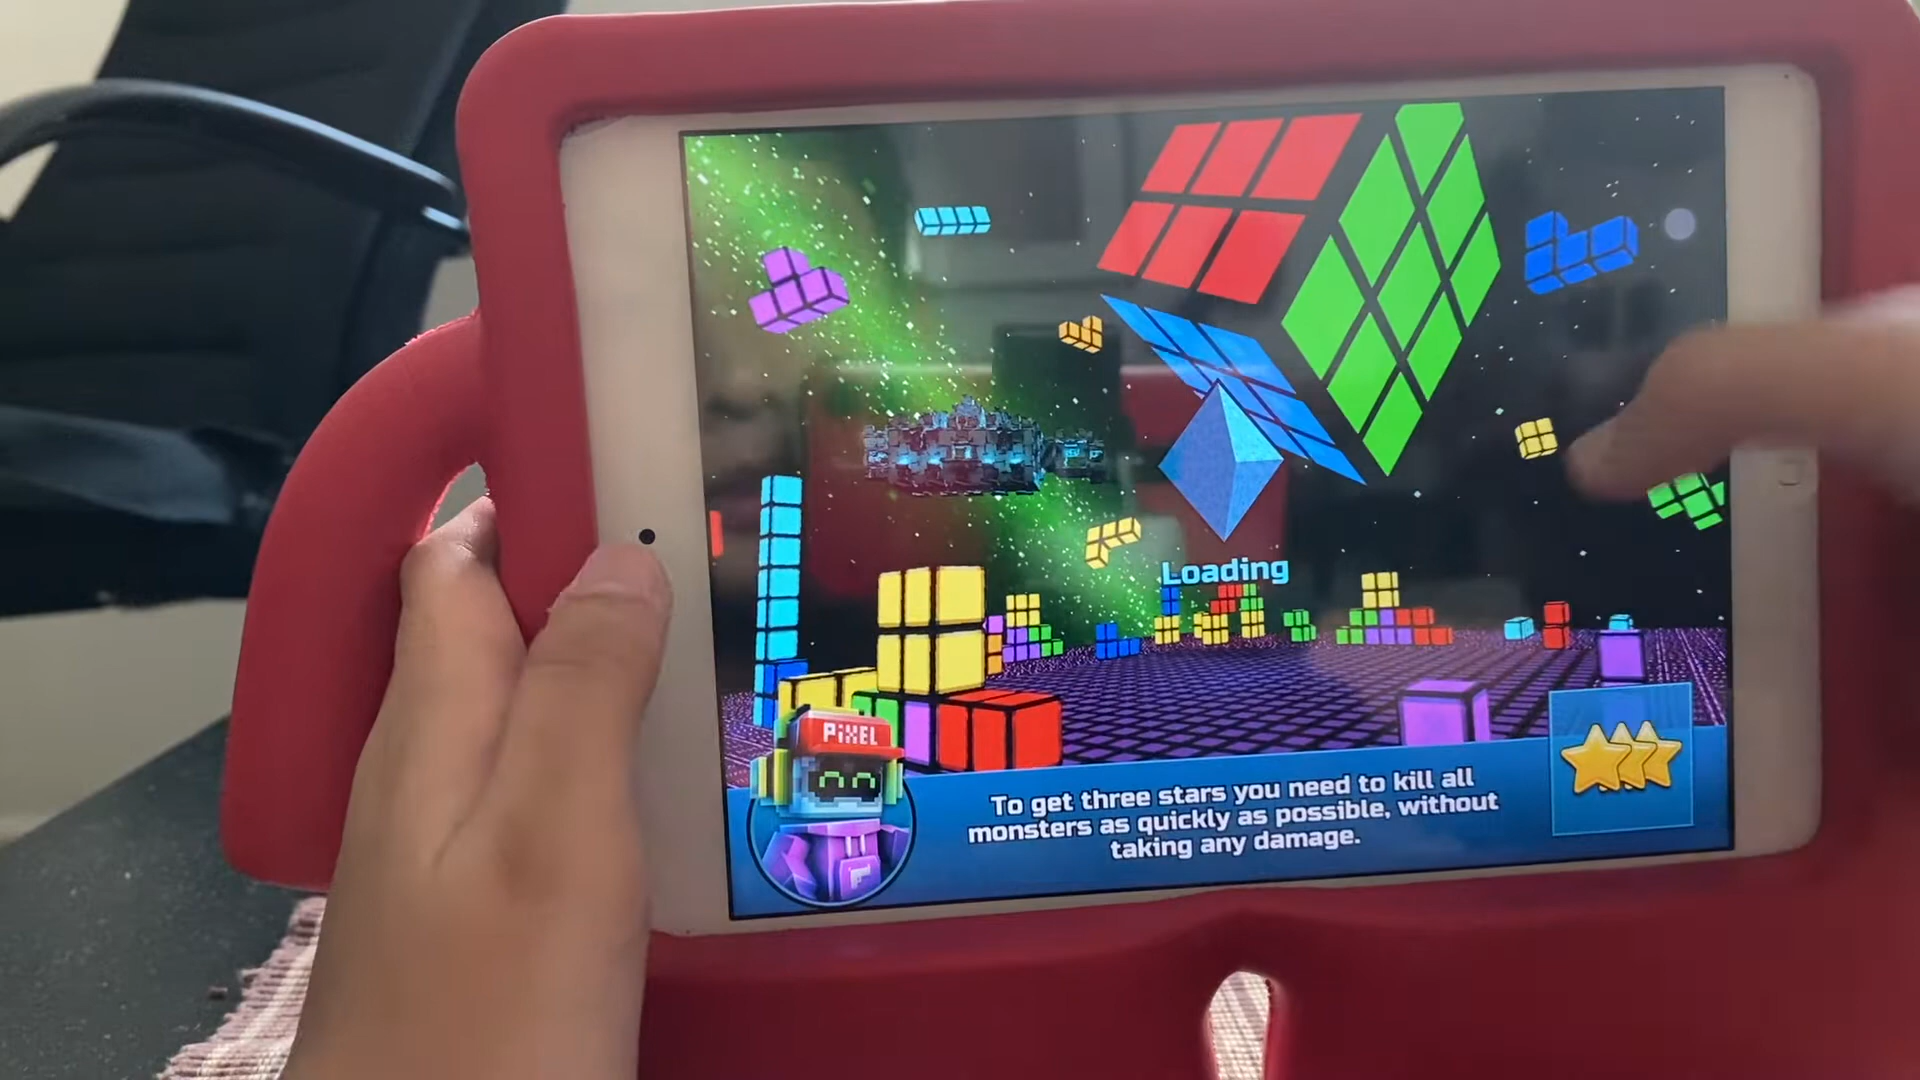 Loading
PiXEL
To get three stars you need to kill all
monsters as quickly as possible, without
taking any damage.